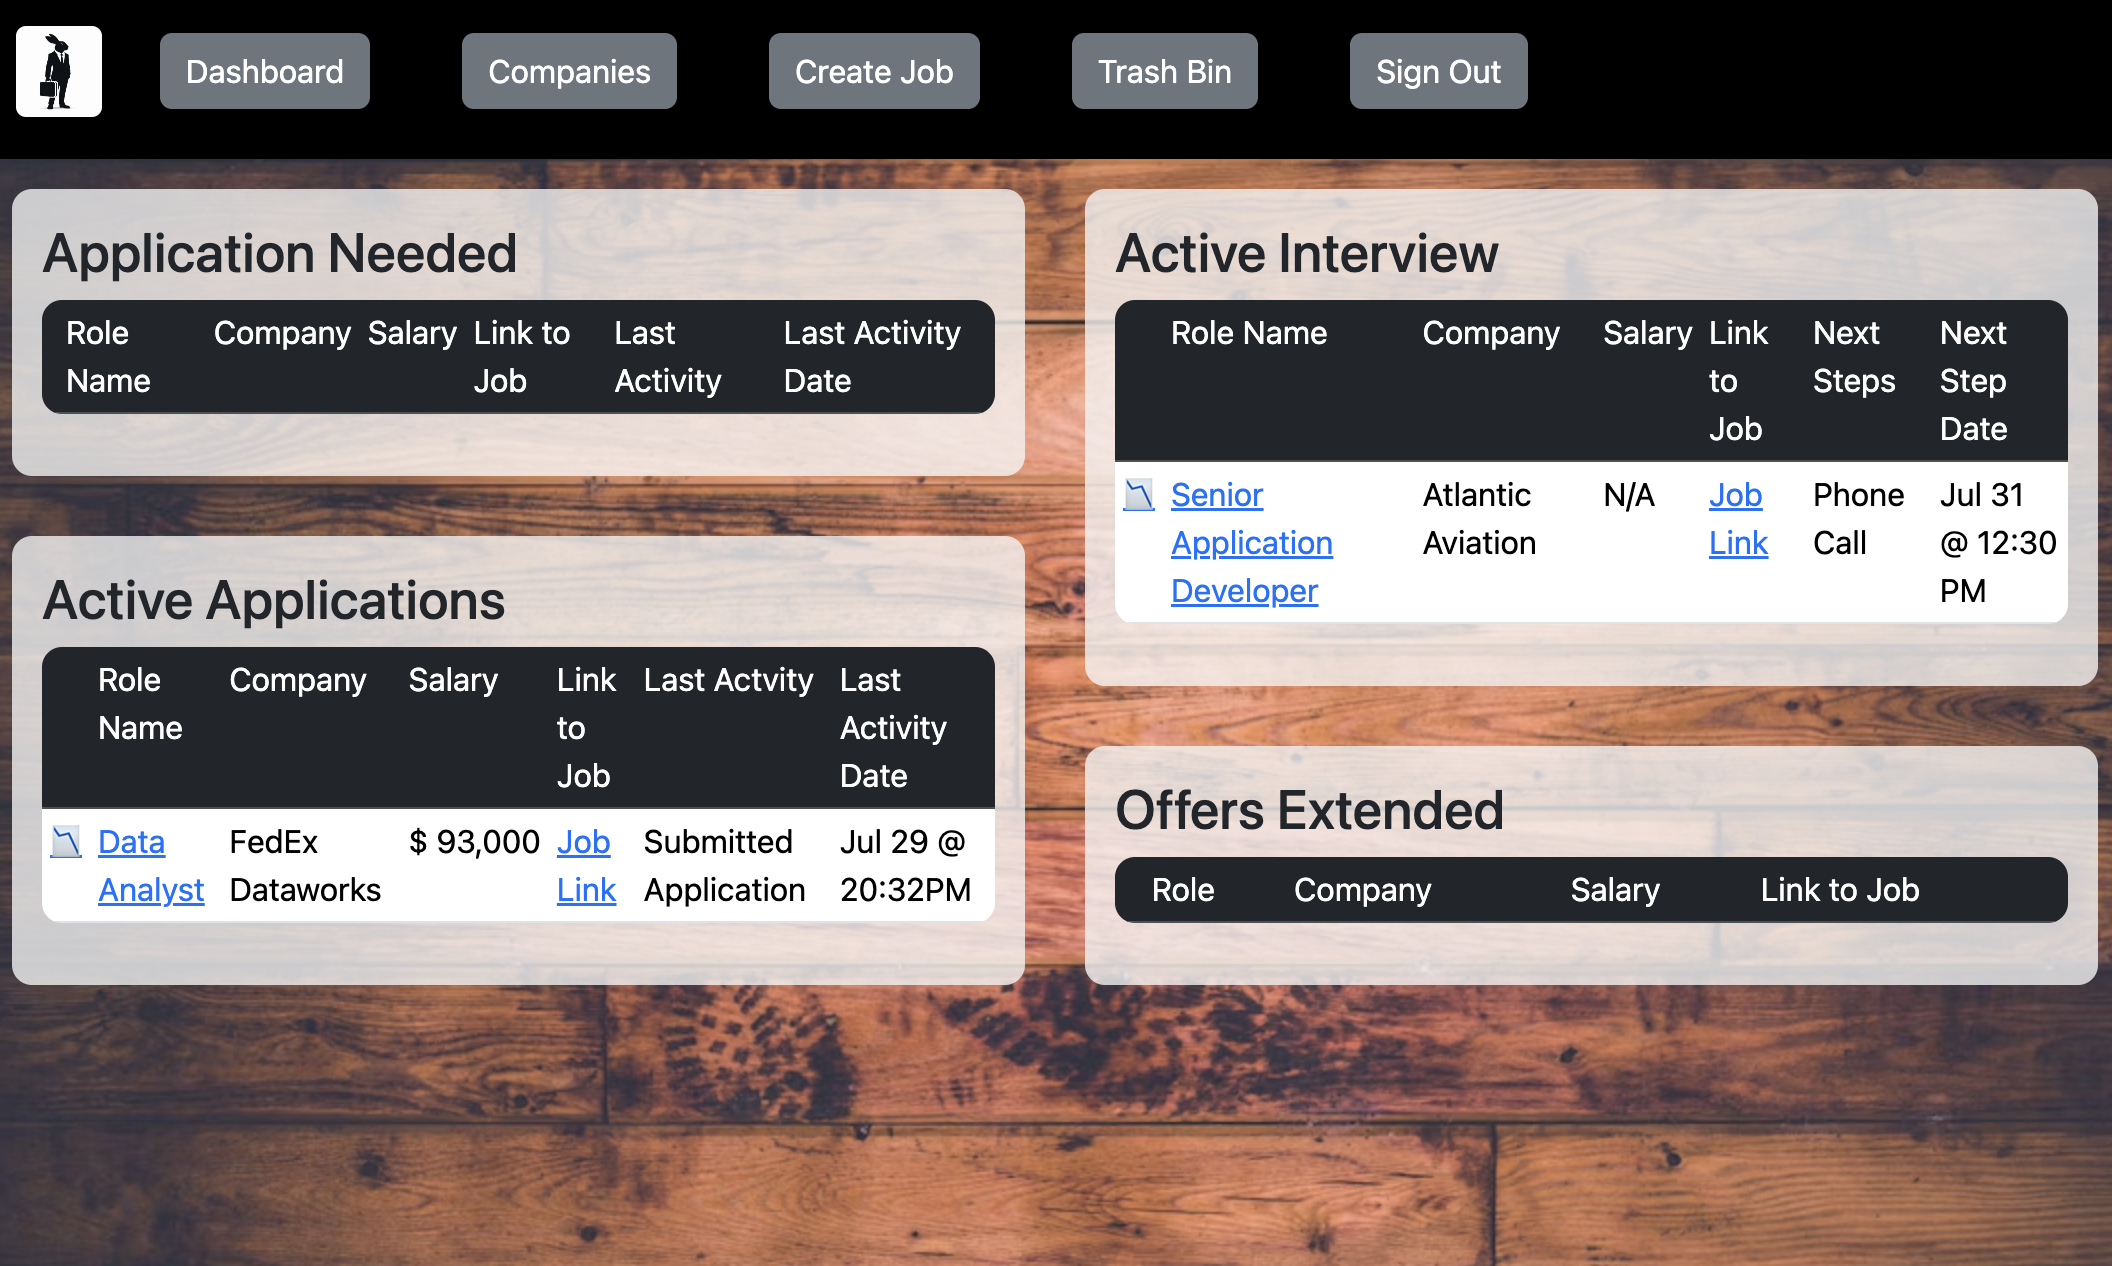 Dashboard Companies Create Job Trash Bin Sign Out
Application Needed
Role Company Salary Link to Last Last Activity
Name Job Activity Date
Active Applications
Role Company Salary Link Last Actvity Last
Name to Activity
Job Date
Data FedEx $ 93,000 Job Submitted Jul 29 @
Analyst Dataworks Link Application 20:32PM
Active Interview
Role Name Company Salary Link Next Next
to Steps Step
Job Date
Senior Atlantic N/A Job Phone Jul 31
Application Aviation Link Call @ 12:30
Developer PM
Offers Extended
Role Company Salary Link to Job